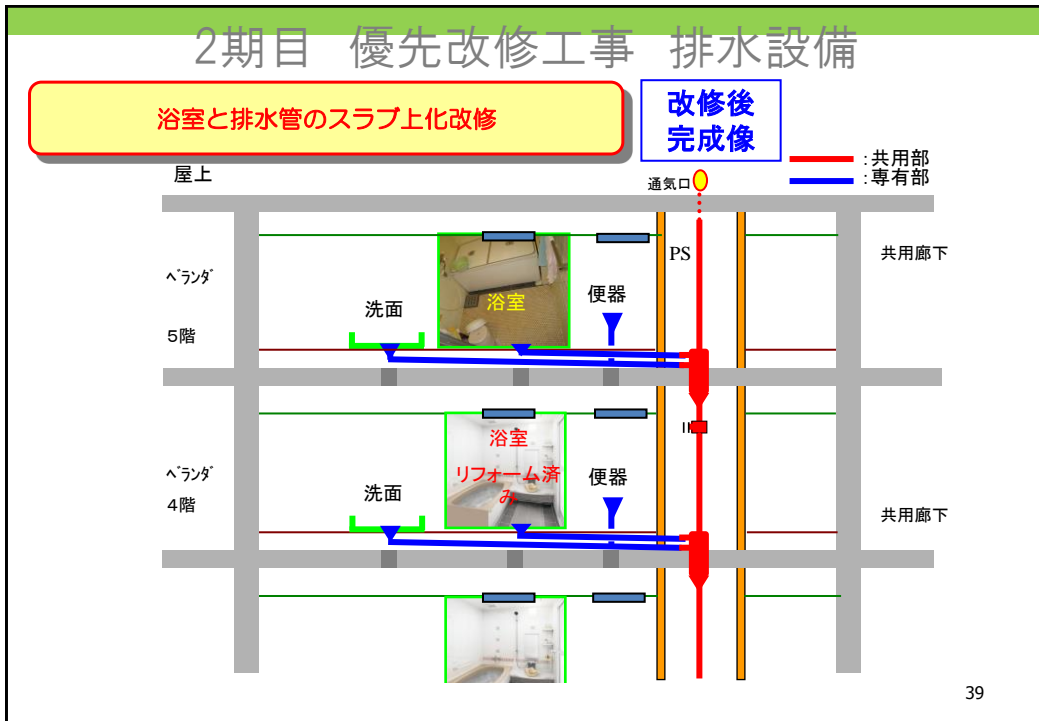 2期目 優先改修工事 排水設備
浴室と排水管のスラブ上化改修
改修後
完成像
:共用部
:専有部
屋上
通気口
PS
共用廊下
ﾍﾞﾗﾝﾀﾞ
浴室
便器
洗面
5階
浴室
リフォーム済
み
ﾍﾞﾗﾝﾀﾞ
便器
洗面
4階
共用廊下
39